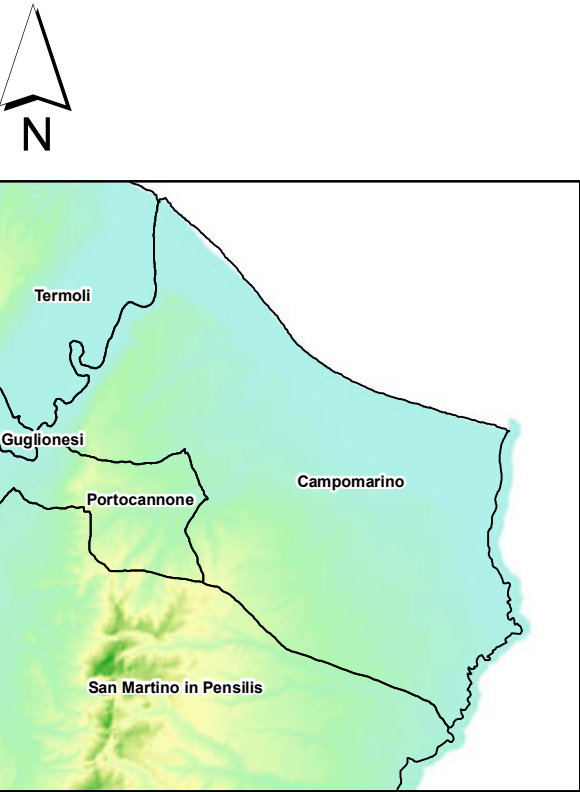 N
Termoli
Guglionesi
Campomarino
Portocannone
San Martino in Pensilis